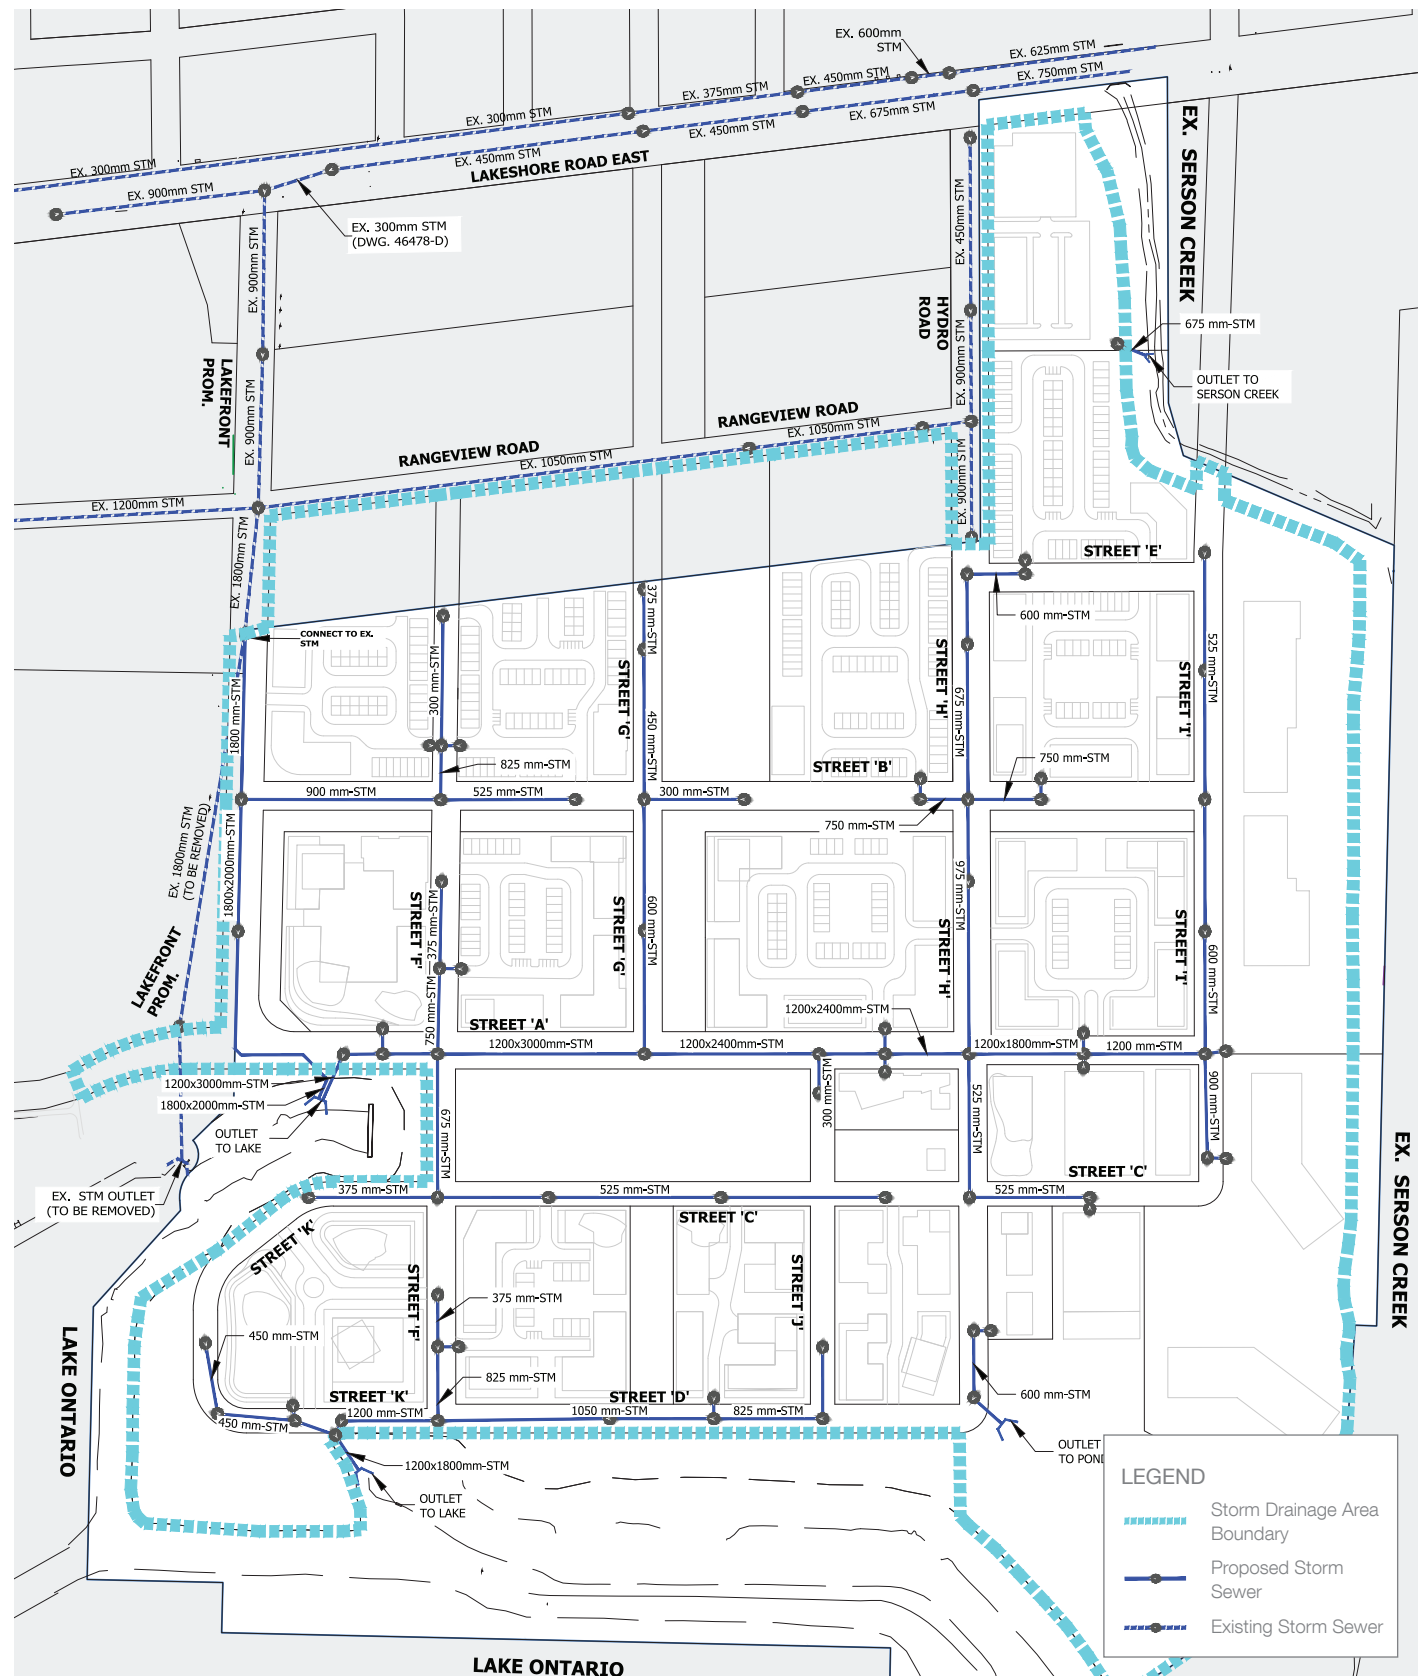 EX. 600mm
STM
EX. 625mm STM
EX. 450mm STM
EX. 750mm STM
EX. 375mm STM
EX. 300mm STM
EX. 675mm STM
EX. 450mm STM
EX. 450mm STM
LAKESHORE ROAD EAST
EX. 300mm STM
EX. 900mm STM
EX. 300mm STM
(DWG. 46478-D)
EX. SERSON CREEK
EX. 900mm STM
EX. 450mm STM
HYDRO
ROAD
675 mm-STM
OUTLET TO
SERSON CREEK
EX. 900mm STM
LAKEFRONT
PROM.
EX. 900mm STM
RANGEVIEW ROAD
EX. 1050mm STM
RANGEVIEW ROAD
EX. 1050mm STM
EX. 900mm STM
EX. 1200mm STM
EX. 1800mm STM
STREET 'E'
CONNECT TO EX.
STM
375 mm-STM
600 mm-STM
525 mm-STM
300 mm-STM
STREET 'G'
STREET 'H'
STREET 'I'
675 mm-STM
1800 mm-STM
450 mm-STM
825 mm-STM
STREET 'B'
750 mm-STM
900 mm-STM
525 mm-STM
300 mm-STM
750 mm-STM
EX. 1800mm STM
(TO BE REMOVED)
1800x2000mm-STM
975 mm-STM
STREET 'F'
375 mm-STM
STREET 'G'
600 mm-STM
STREET 'H'
STREET 'I'
600 mm-STM
LAKEFRONT
PROM.
750 mm-STM
STREET 'A'
1200x2400mm-STM
1200x3000mm-STM
1200x2400mm-STM
1200x1800mm-STM
1200 mm-STM
1200x3000mm-STM
1800x2000mm-STM
OUTLET
TO LAKE
675 mm-STM
300 mm-STM
525 mm-STM
900 mm-STM
EX. STM OUTLET
(TO BE REMOVED)
STREET 'C'
375 mm-STM
525 mm-STM
525 mm-STM
STREET 'C'
EX. SERSON CREEK
STREET 'K'
STREET 'F'
375 mm-STM
STREET 'J'
LAKE ONTARIO
450 mm-STM
825 mm-STM
600 mm-STM
STREET 'K'
STREET 'D'
1200 mm-STM
1050 mm-STM
825 mm-STM
450 mm-STM
OUTLET
TO POND
1200x1800mm-STM
OUTLET
TO LAKE
LEGEND
Storm Drainage Area
Boundary
Proposed Storm
Sewer
Existing Storm Sewer
LAKE ONTARIO
EX. 900mm STM